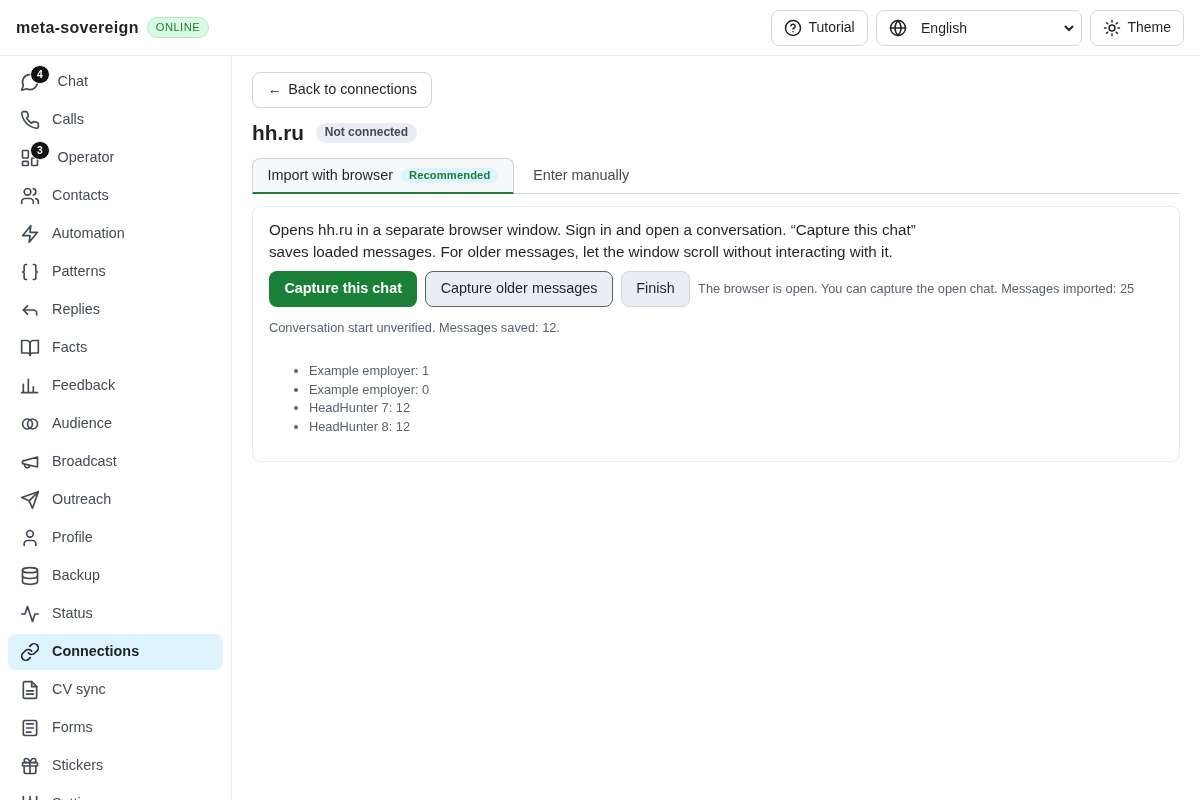 meta-sovereign ONLINE
Tutorial
English
Theme
4
Chat
Calls
3
Operator
Contacts
Automation
Patterns
Replies
Facts
Feedback
Audience
Broadcast
Outreach
Profile
Backup
Status
Connections
CV sync
Forms
Stickers
← Back to connections
hh.ru Not connected
Import with browser Recommended
Enter manually
Opens hh.ru in a separate browser window. Sign in and open a conversation. “Capture this chat”
saves loaded messages. For older messages, let the window scroll without interacting with it.
Capture this chat
Capture older messages
Finish
The browser is open. You can capture the open chat. Messages imported: 25
Conversation start unverified. Messages saved: 12.
• Example employer: 1
• Example employer: 0
• HeadHunter 7: 12
• HeadHunter 8: 12